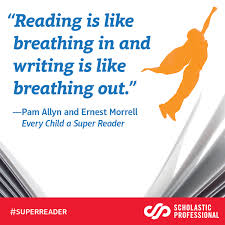 “Reading is like
breathing in and
writing is like
breathing out.”
—Pam Allyn and Ernest Morrell
Every Child a Super Reader
#SUPERREADER
SCHOLASTIC
PROFESSIONAL